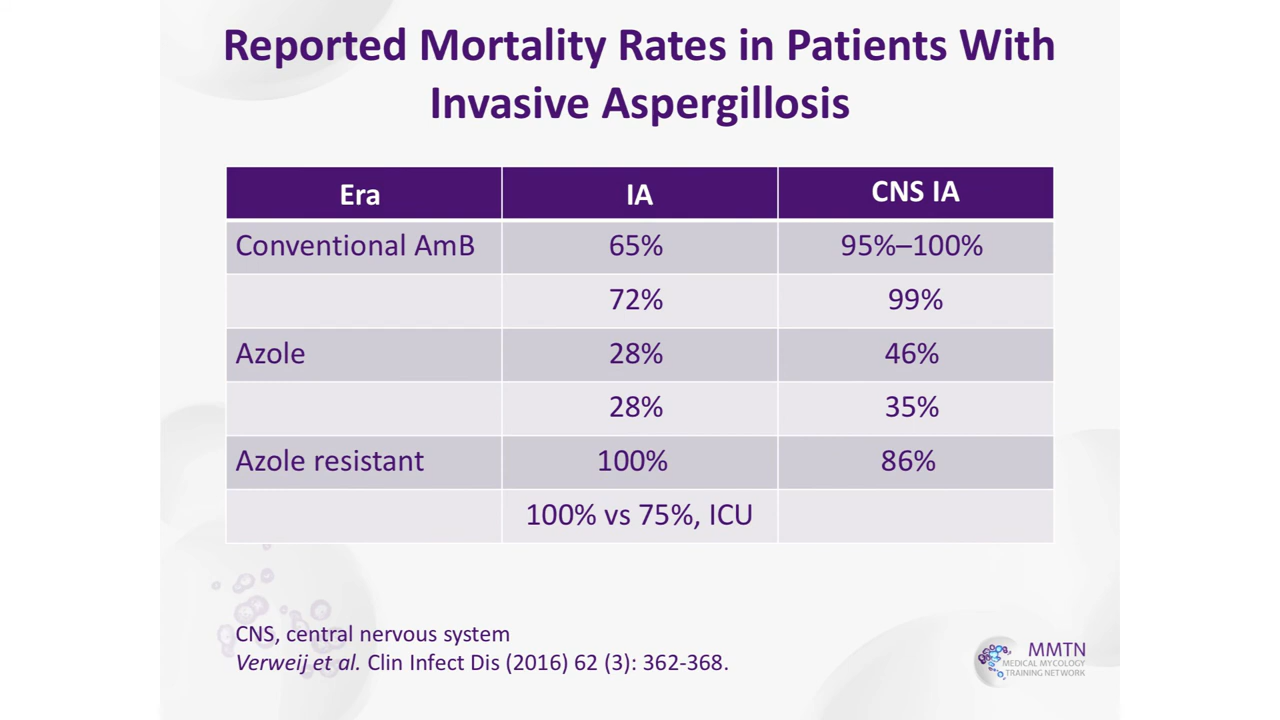 Reported Mortality Rates in Patients With
Invasive Aspergillosis
Era IA CNS IA
Conventional AmB 65% 95%–100%
72% 99%
Azole 28% 46%
28% 35%
Azole resistant 100% 86%
100% vs 75%, ICU
CNS, central nervous system
Verweij et al. Clin Infect Dis (2016) 62 (3): 362-368.
MMTN
MEDICAL MYCOLOGY
TRAINING NETWORK